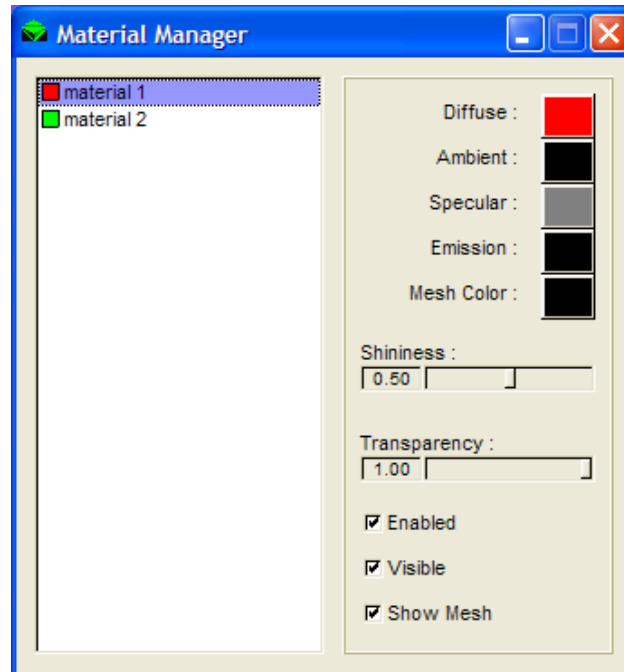 Material Manager
material 1
material 2
Diffuse :
Ambient :
Specular :
Emission :
Mesh Color :
Shininess :
0.50
Transparency :
1.00
Enabled
Visible
Show Mesh